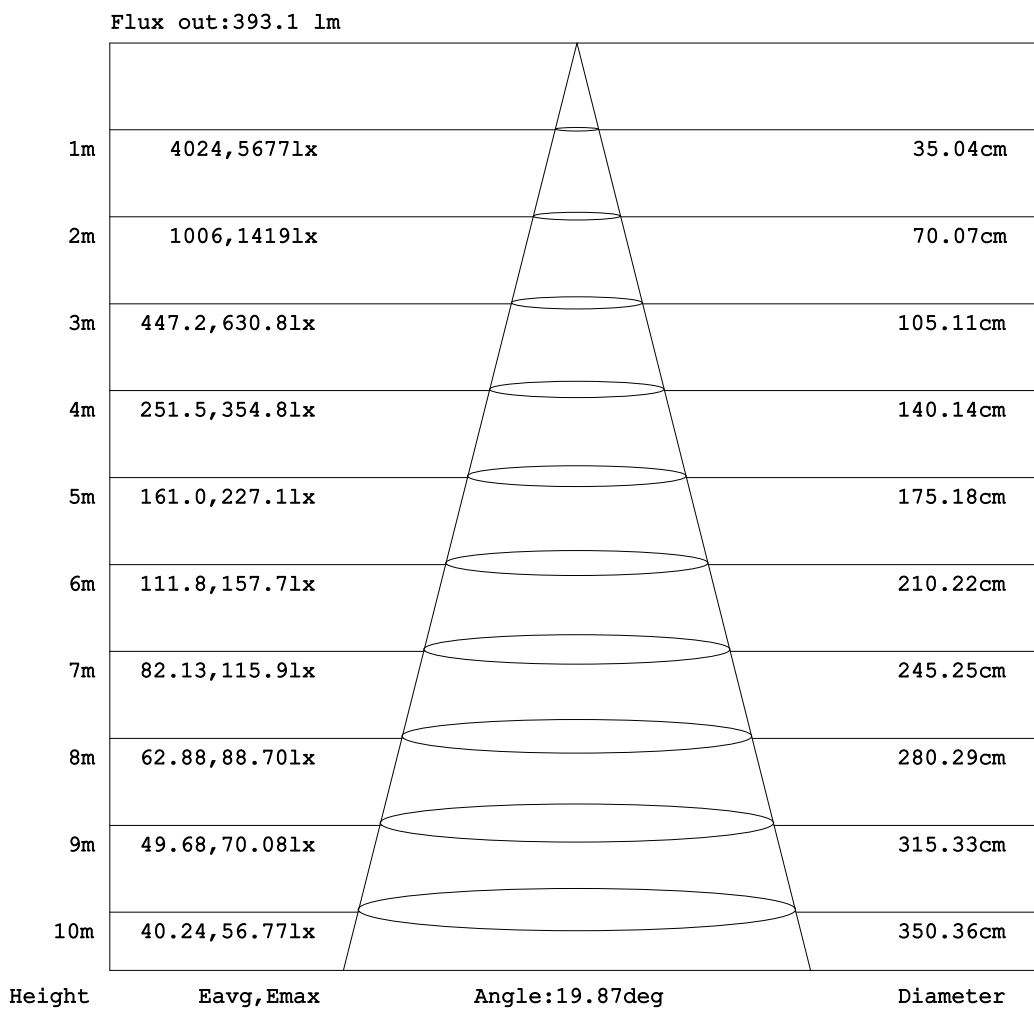 Flux out:393.1 lm
1m 4024,5677lx 35.04cm
2m 1006,1419lx 70.07cm
3m 447.2,630.8lx 105.11cm
4m 251.5,354.8lx 140.14cm
5m 161.0,227.1lx 175.18cm
6m 111.8,157.7lx 210.22cm
7m 82.13,115.9lx 245.25cm
8m 62.88,88.70lx 280.29cm
9m 49.68,70.08lx 315.33cm
10m 40.24,56.77lx 350.36cm
Height Eavg,Emax Angle:19.87deg Diameter